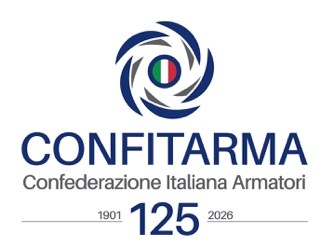 CONFITARMA
Confederazione Italiana Armatori
1901 125 2026